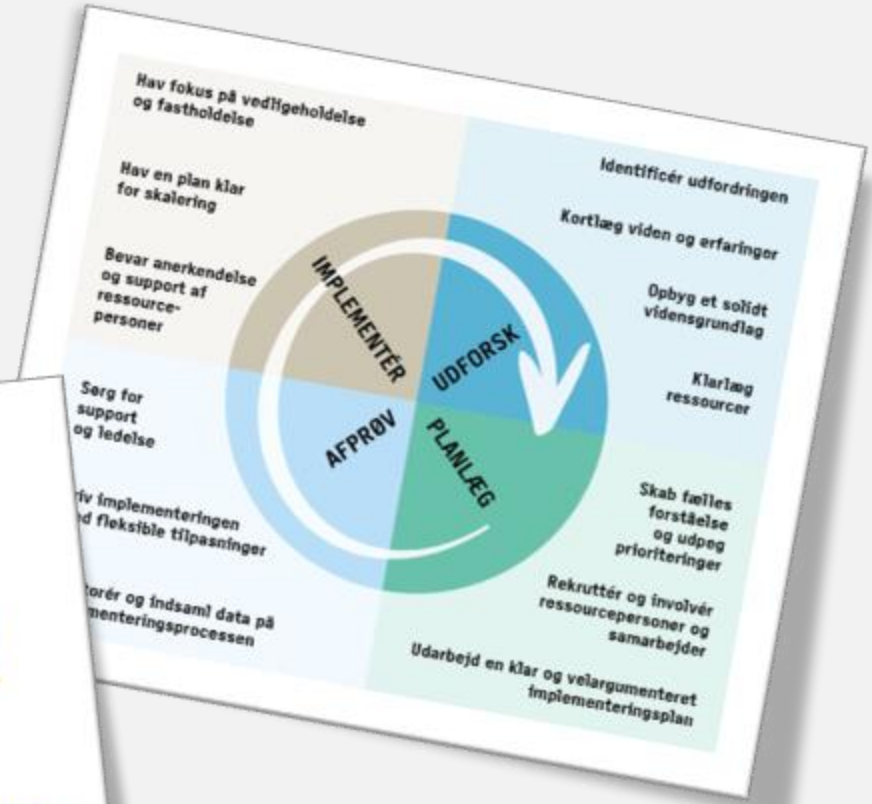 Hav fokus på vedligeholdelse
og fastholdelse
Hav en plan klar
for skalering
Bevar anerkendelse
og support af
ressource-
personer
Identificér udfordringen
Kortlæg viden og erfaringer
Opbyg et solidt
vidensgrundlag
Klarlæg
ressourcer
IMPLEMENTÉR
UDFORSK
AFPRØV
PLANLÆG
Sørg for
support
og ledelse
implementeringen
fleksible tilpasninger
og indsaml data på
Skab fælles
forståelse
og udpeg
prioriteringer
Rekruttér og involvér
ressourcepersoner og
samarbejder
Udarbejd en klar og velargumenteret
implementeringsplan